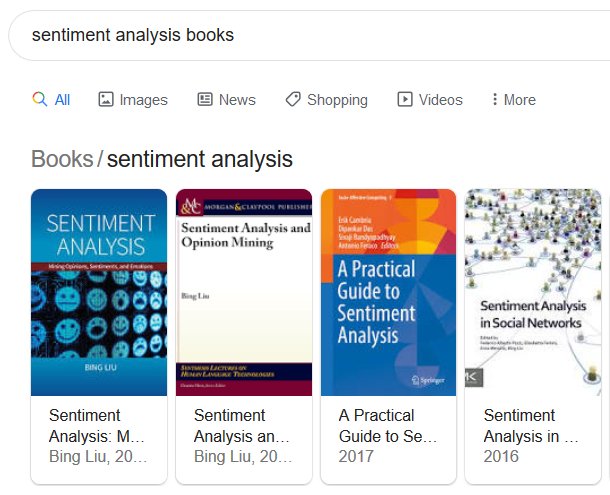 sentiment analysis books
All Images News Shopping Videos More
Books/sentiment analysis
SENTIMENT
ANALYSIS
Mining Opinions, Sentiments, and Emotions
BING LIU
Sentiment
Analysis: M...
Bing Liu, 20...
M&C MORGAN & CLAYPOOL PUBLISHER
Sentiment Analysis and
Opinion Mining
Bing Liu
SYNTHESIS LECTURES ON
HUMAN LANGUAGE TECHNOLOGIES
Sentiment
Analysis an...
Bing Liu, 20...
Socio-Affective Computing 5
Erik Cambria
Dipankar Das
Sivaji Bandyopadhyay
Antonio Feraco Editors
A Practical
Guide to
Sentiment
Analysis
Springer
A Practical
Guide to Se...
2017
Sentiment Analysis
in Social Networks
Edited by
MK
Sentiment
Analysis in ...
2016